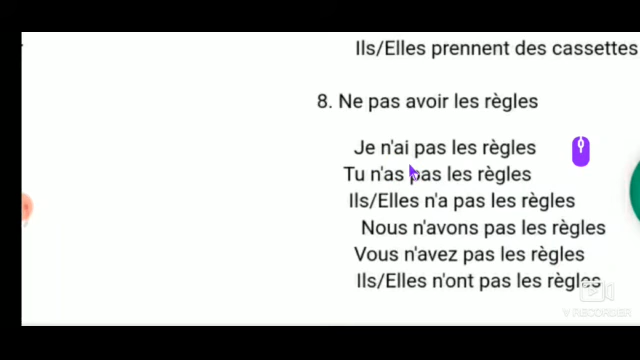 Ils/Elles prennent des cassettes
8. Ne pas avoir les règles
Je n'ai pas les règles
Tu n'as pas les règles
Ils/Elles n'a pas les règles
Nous n'avons pas les règles
Vous n'avez pas les règles
Ils/Elles n'ont pas les règles
V RECORDER